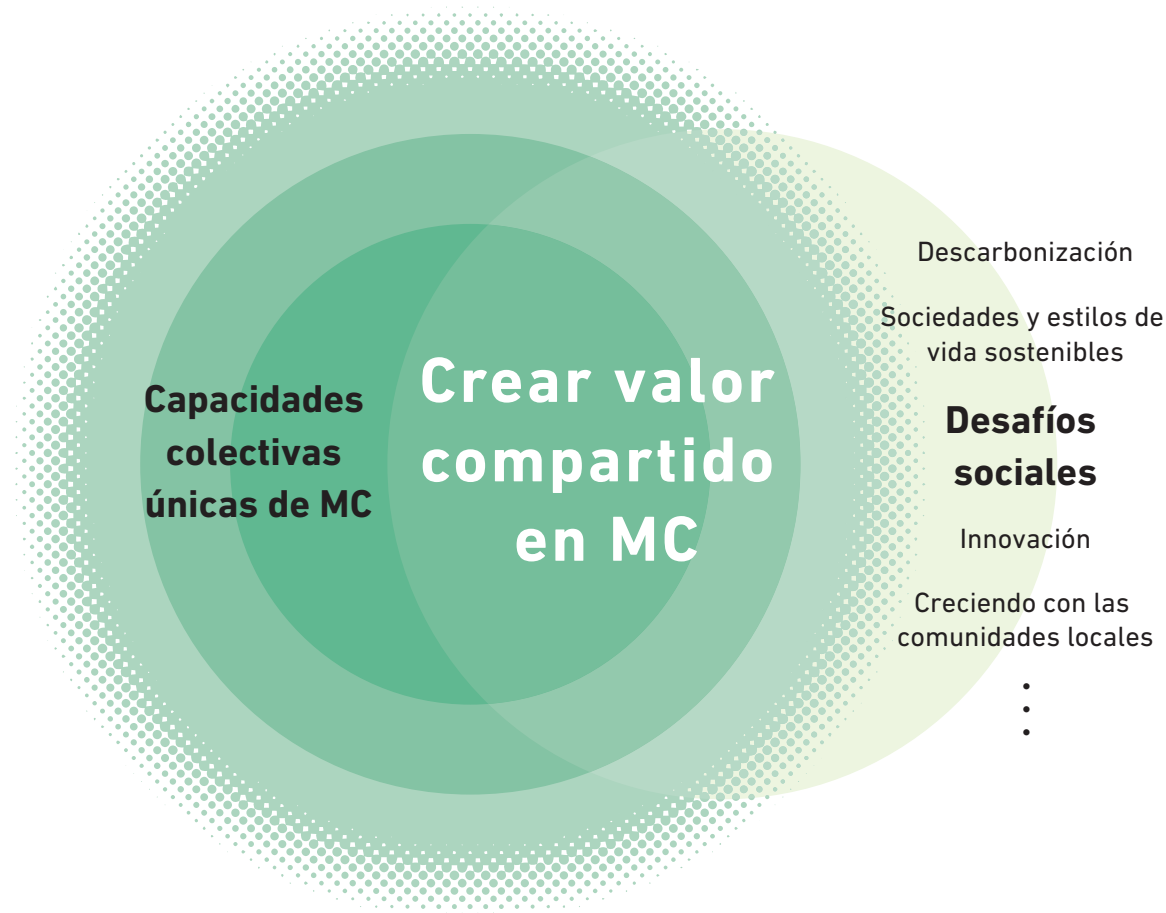 Capacidades
colectivas
únicas de MC
Crear valor
compartido
en MC
Descarbonización
Sociedades y estilos de
vida sostenibles
Desafíos
sociales
Innovación
Creciendo con las
comunidades locales
•
•
•